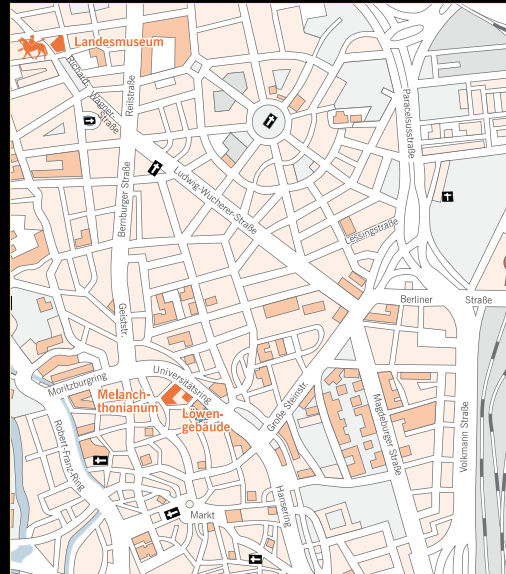 Landesmuseum
Richard-
Wagner-
Straße
Reilstraße
Paracelsusstraße
Bernburger Straße
Ludwig-Wucherer-Straße
Lessingstraße
Berliner Straße
Geiststr.
Universitätsring
Moritzburgring
Melanch-
thonianum
Löwen-
gebäude
Große Steinstr.
Magdeburger Straße
Volkmann Straße
Robert-Franz-Ring
Hansering
Markt